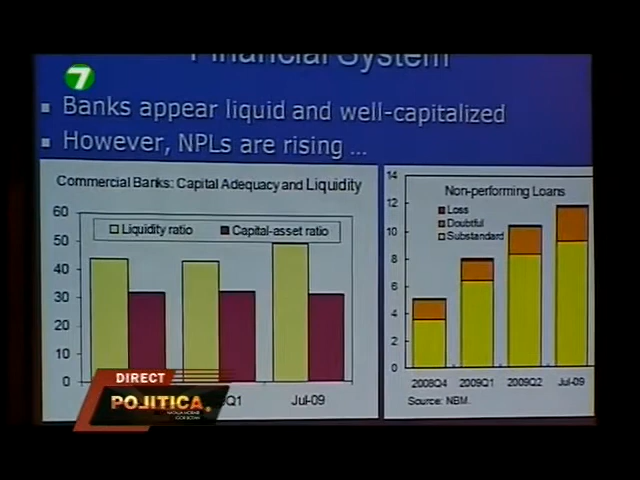 Financial System
7
Banks appear liquid and well-capitalized
However, NPLs are rising ...
Commercial Banks: Capital Adequacy and Liquidity
60
50
40
30
20
10
0
Liquidity ratio
Capital-asset ratio
Q1
Jul-09
14
12
10
8
6
4
2
0
Non-performing Loans
Loss
Doubtful
Substandard
2008Q4
2009Q1
2009Q2
Jul-09
Source: NBM.
DIRECT
POLITICA